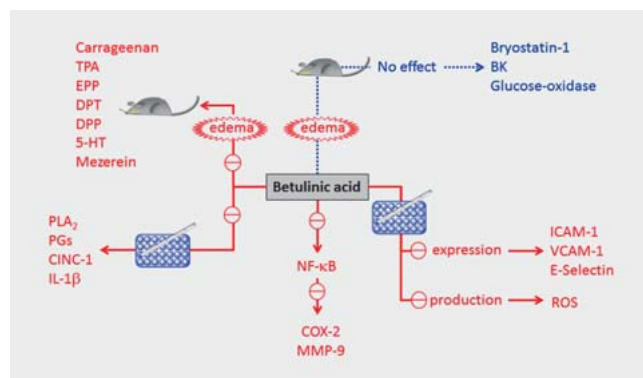 Carrageenan
TPA
EPP
DPT
DPP
5-HT
Mezerein
edema
No effect
edema
Bryostatin-1
BK
Glucose-oxidase
Betulinic acid
PLA₂
PGs
CINC-1
IL-1β
NF-κB
COX-2
MMP-9
expression
ICAM-1
VCAM-1
E-Selectin
production
ROS